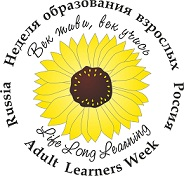 Неделя образования взрослых
Век живи, век учись
Russia
Россия
Life Long Learning
Adult Learners Week